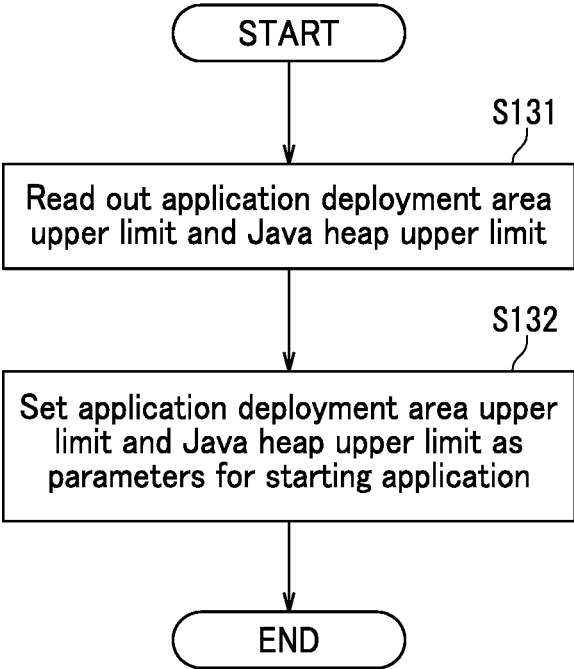 START
S131
Read out application deployment area
upper limit and Java heap upper limit
S132
Set application deployment area upper
limit and Java heap upper limit as
parameters for starting application
END